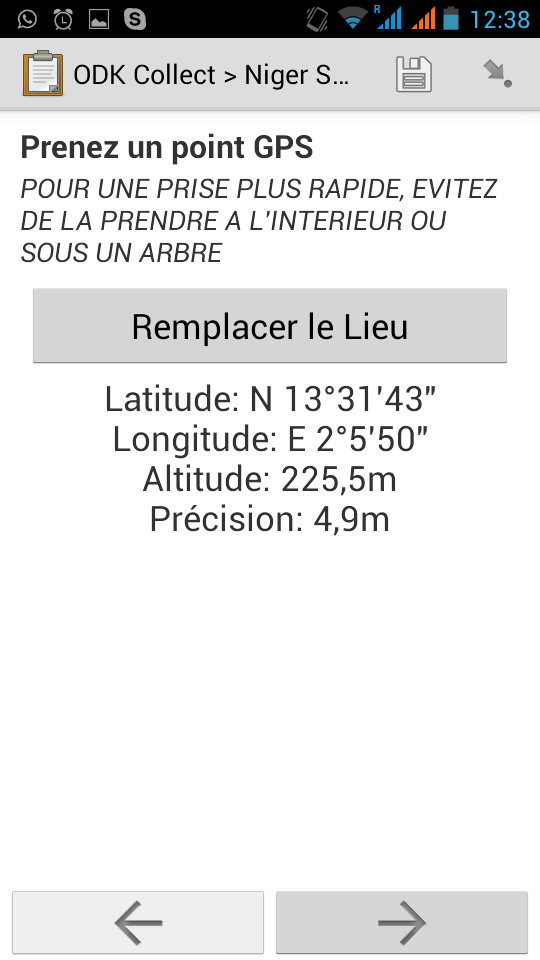 12:38
ODK Collect > Niger S...
Prenez un point GPS
POUR UNE PRISE PLUS RAPIDE, EVITEZ
DE LA PRENDRE A L'INTERIEUR OU
SOUS UN ARBRE
Remplacer le Lieu
Latitude: N 13°31'43"
Longitude: E 2°5'50"
Altitude: 225,5m
Précision: 4,9m